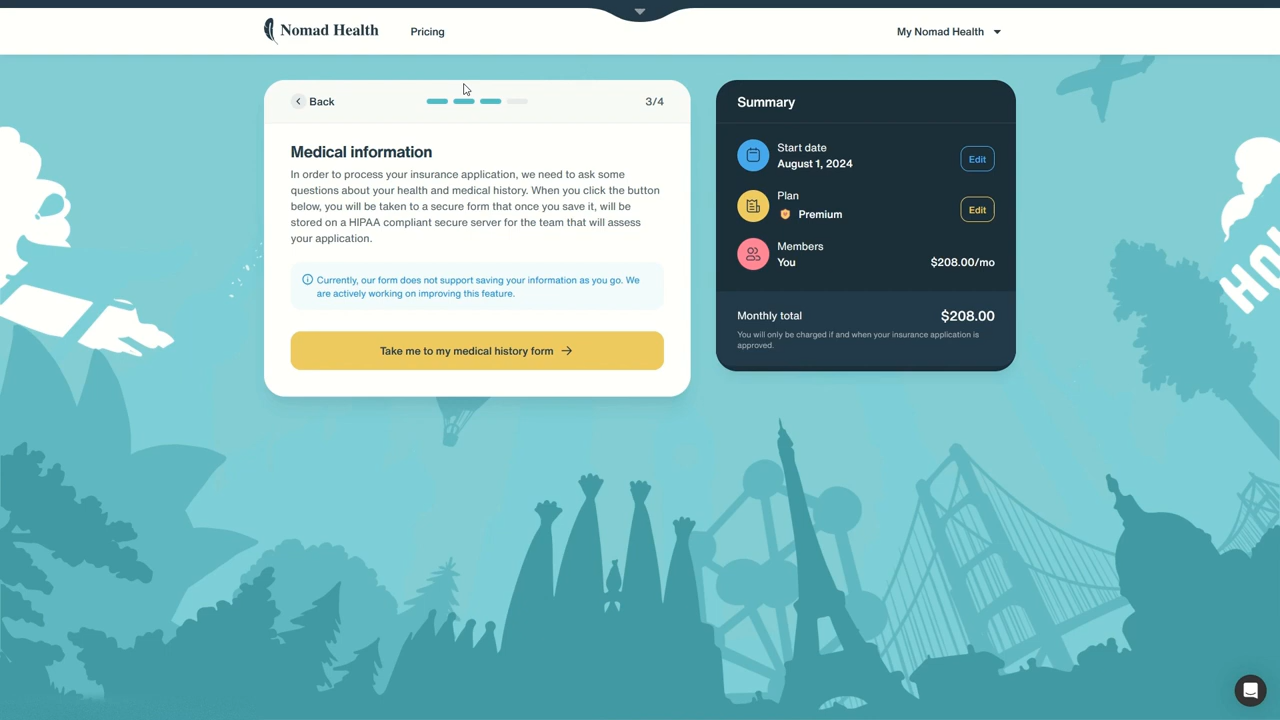 Nomad Health
Pricing
My Nomad Health
Back
3/4
Medical information
In order to process your insurance application, we need to ask some
questions about your health and medical history. When you click the button
below, you will be taken to a secure form that once you save it, will be
stored on a HIPAA compliant secure server for the team that will assess
your application.
Currently, our form does not support saving your information as you go. We
are actively working on improving this feature.
Take me to my medical history form
Summary
Start date
August 1, 2024
Edit
Plan
Premium
Edit
Members
You
$208.00/mo
Monthly total
$208.00
You will only be charged if and when your insurance application is
approved.